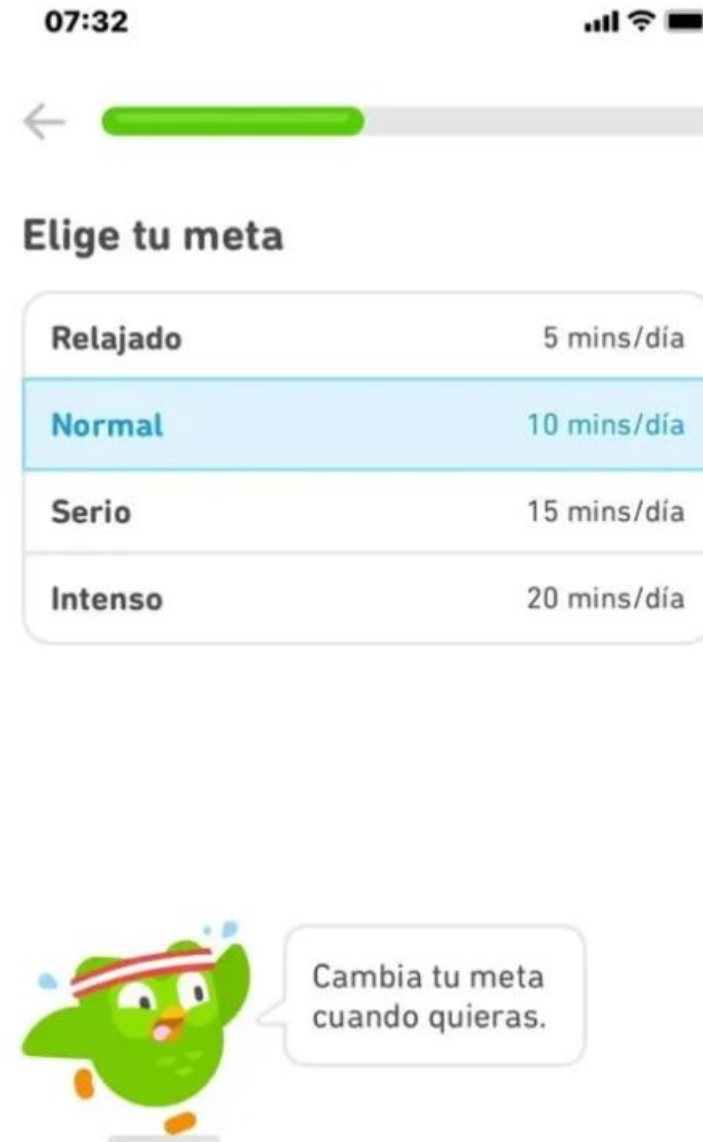 07:32
Elige tu meta
Relajado 5 mins/día
Normal 10 mins/día
Serio 15 mins/día
Intenso 20 mins/día
Cambia tu meta
cuando quieras.